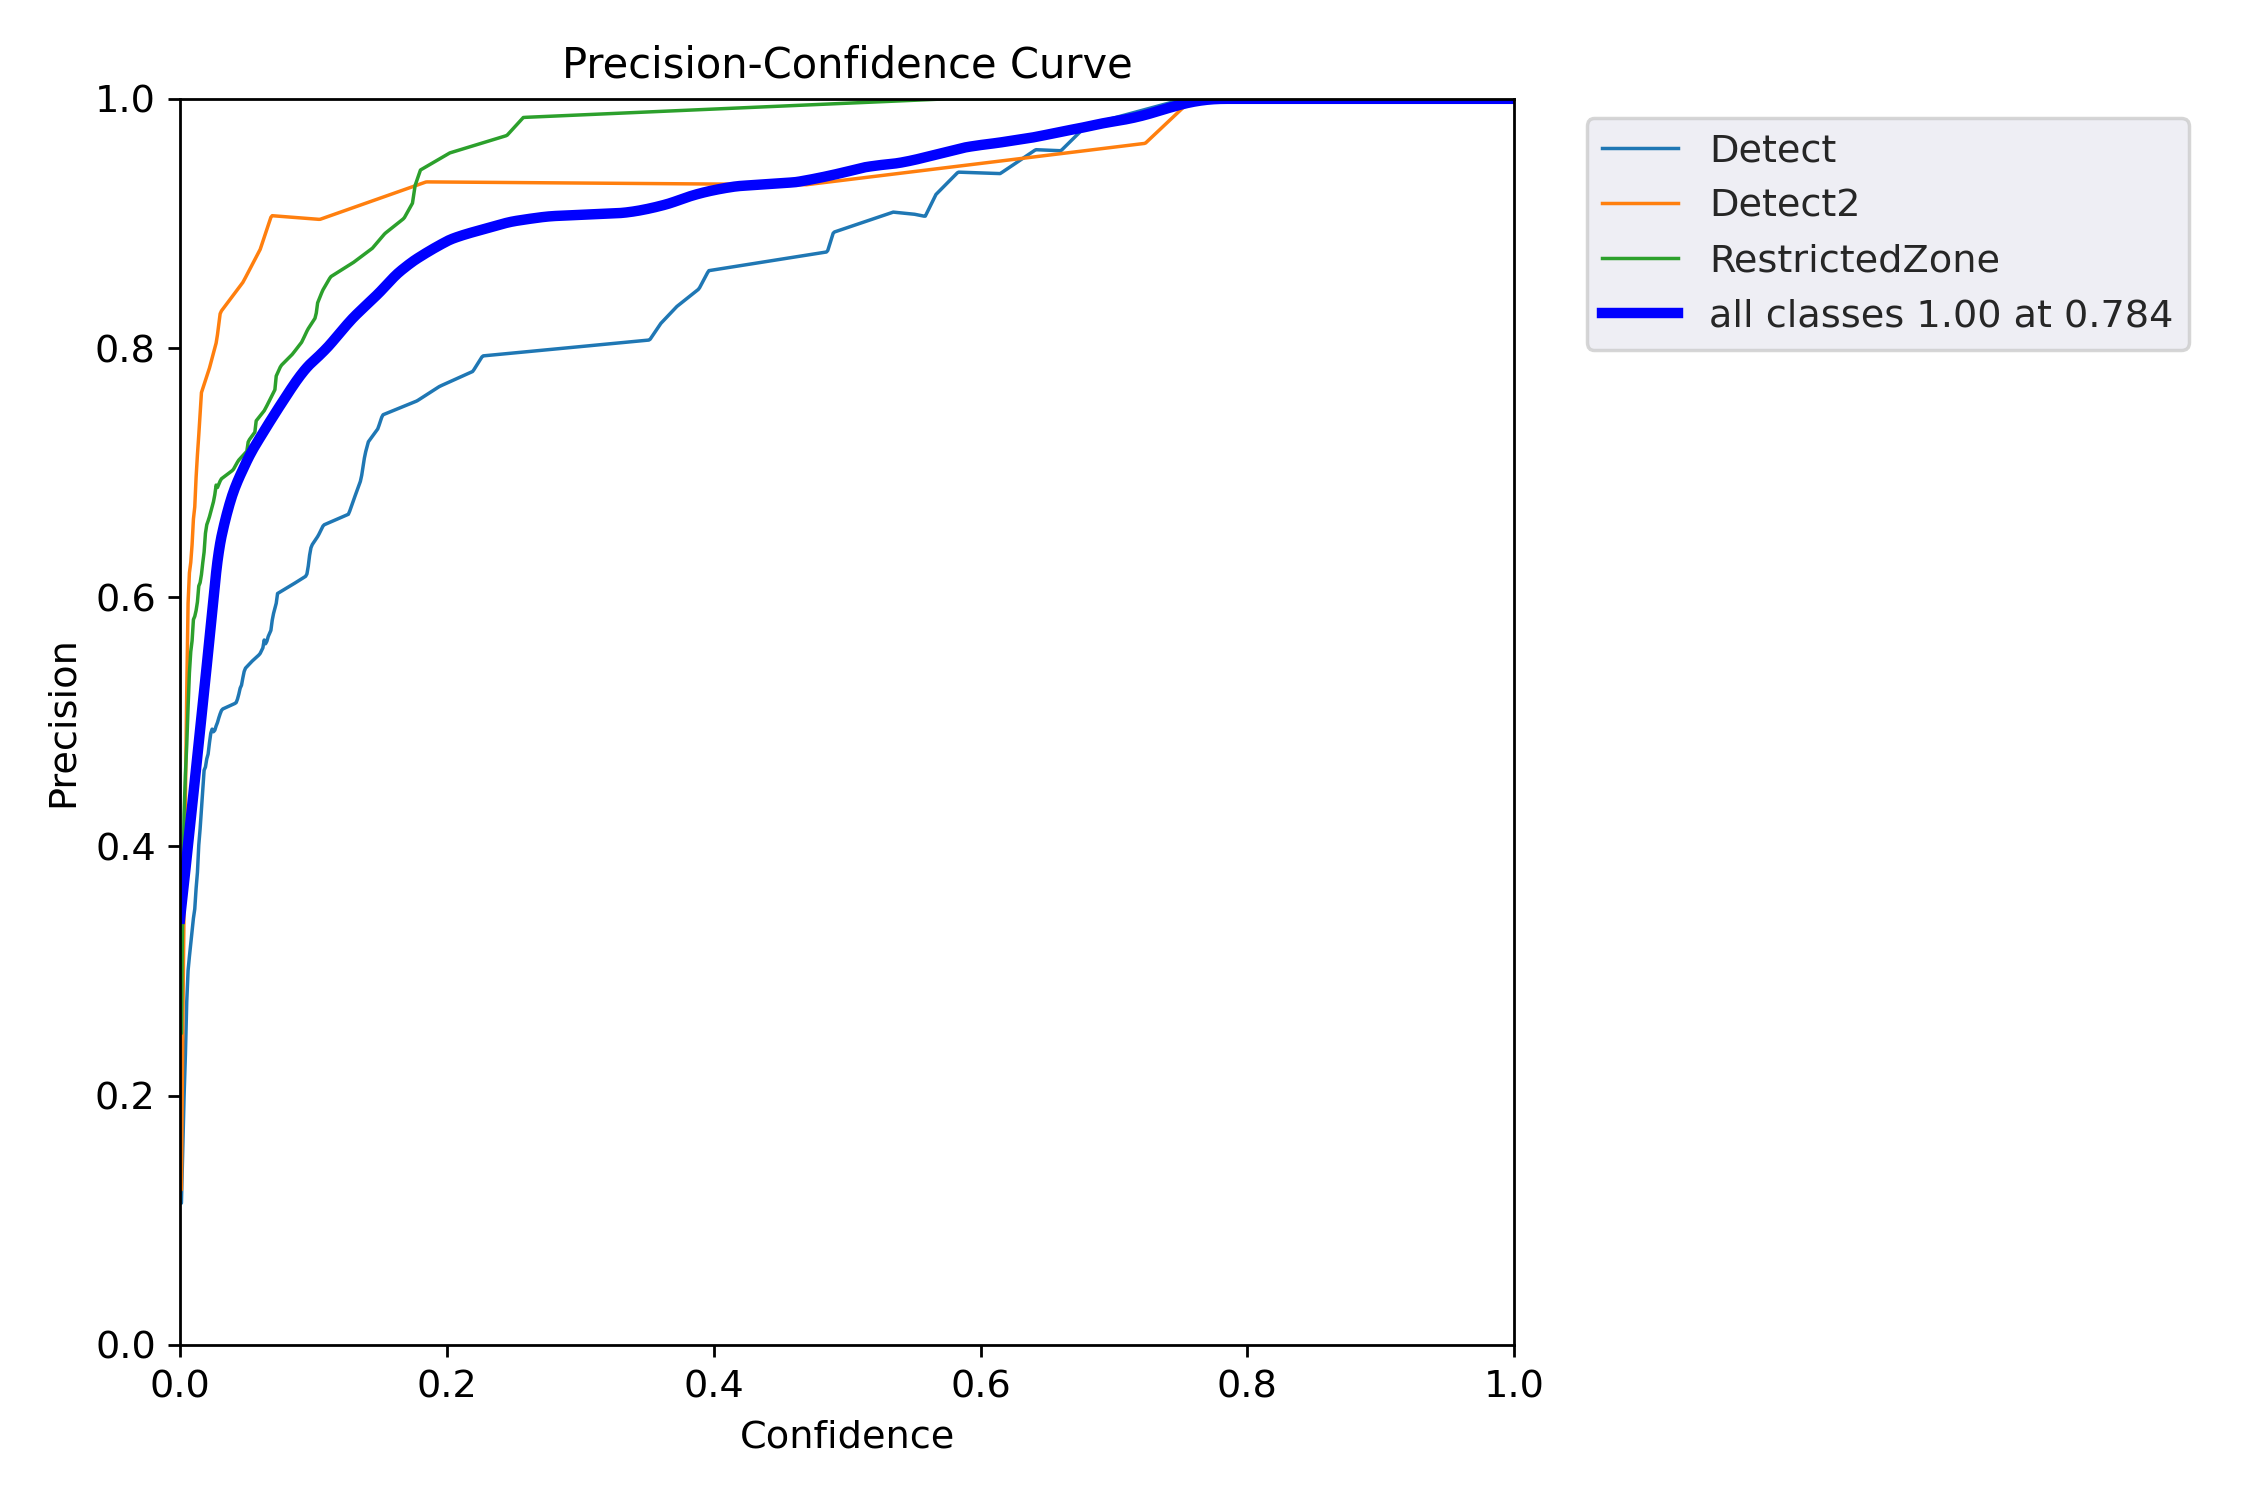 Precision-Confidence Curve
1.0
0.8
0.6
0.4
0.2
0.0
Precision
0.0 0.2 0.4 0.6 0.8 1.0
Confidence
Detect
Detect2
RestrictedZone
all classes 1.00 at 0.784